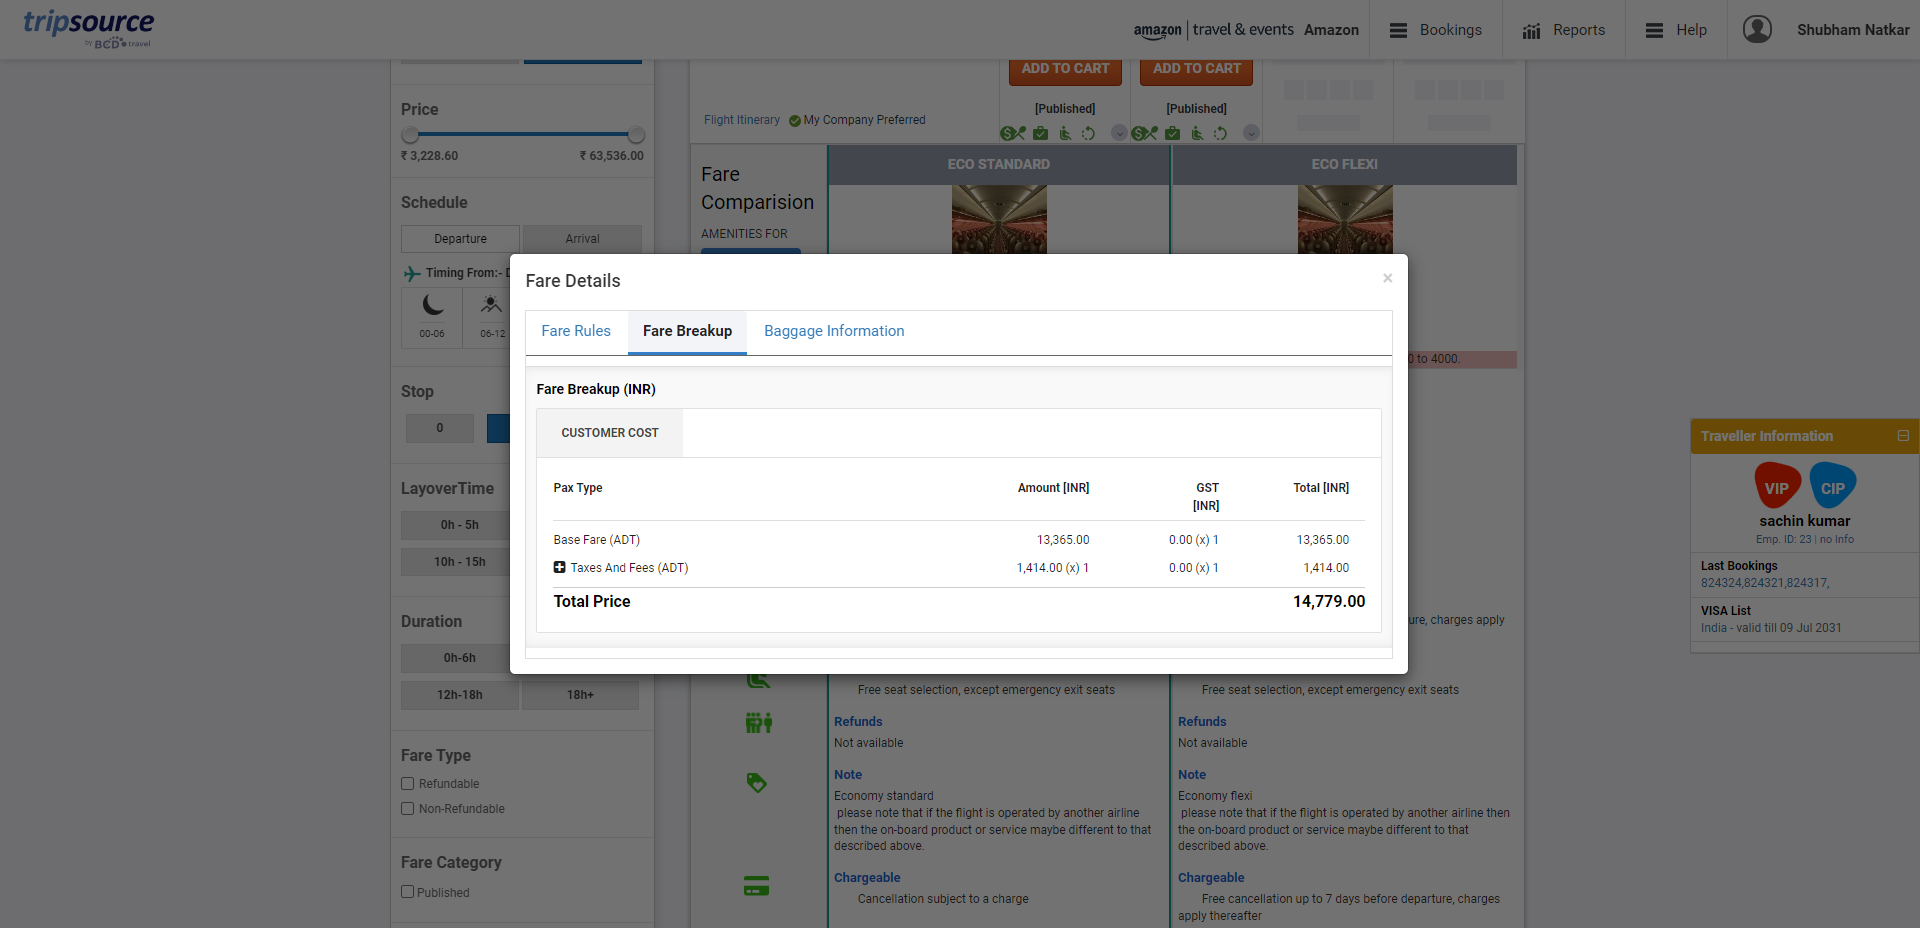 tripsource
by BCD travel
amazon travel & events Amazon
Bookings
Reports
Help
Shubham Natkar
Price
₹ 3,228.60 ₹ 63,536.00
Schedule
Departure Arrival
Timing From:- D
00-06 06-12
Stop
0
LayoverTime
0h - 5h
10h - 15h
Duration
0h-6h
12h-18h 18h+
Fare Type
Refundable
Non-Refundable
Fare Category
Published
ADD TO CART ADD TO CART
[Published] [Published]
Flight Itinerary My Company Preferred
Fare
Comparision
AMENITIES FOR
ECO STANDARD ECO FLEXI
0 to 4000.
ure, charges apply
Fare Details ×
Fare Rules Fare Breakup Baggage Information
Fare Breakup (INR)
CUSTOMER COST
Pax Type Amount [INR] GST [INR] Total [INR]
Base Fare (ADT) 13,365.00 0.00 (x) 1 13,365.00
Taxes And Fees (ADT) 1,414.00 (x) 1 0.00 (x) 1 1,414.00
Total Price 14,779.00
Free seat selection, except emergency exit seats
Refunds
Not available
Note
Economy standard
please note that if the flight is operated by another airline
then the on-board product or service maybe different to that
described above.
Chargeable
Cancellation subject to a charge
Free seat selection, except emergency exit seats
Refunds
Not available
Note
Economy flexi
please note that if the flight is operated by another airline then
the on-board product or service maybe different to that
described above.
Chargeable
Free cancellation up to 7 days before departure, charges
apply thereafter
Traveller Information
VIP CIP
sachin kumar
Emp. ID: 23 | no Info
Last Bookings
824324,824321,824317,
VISA List
India - valid till 09 Jul 2031